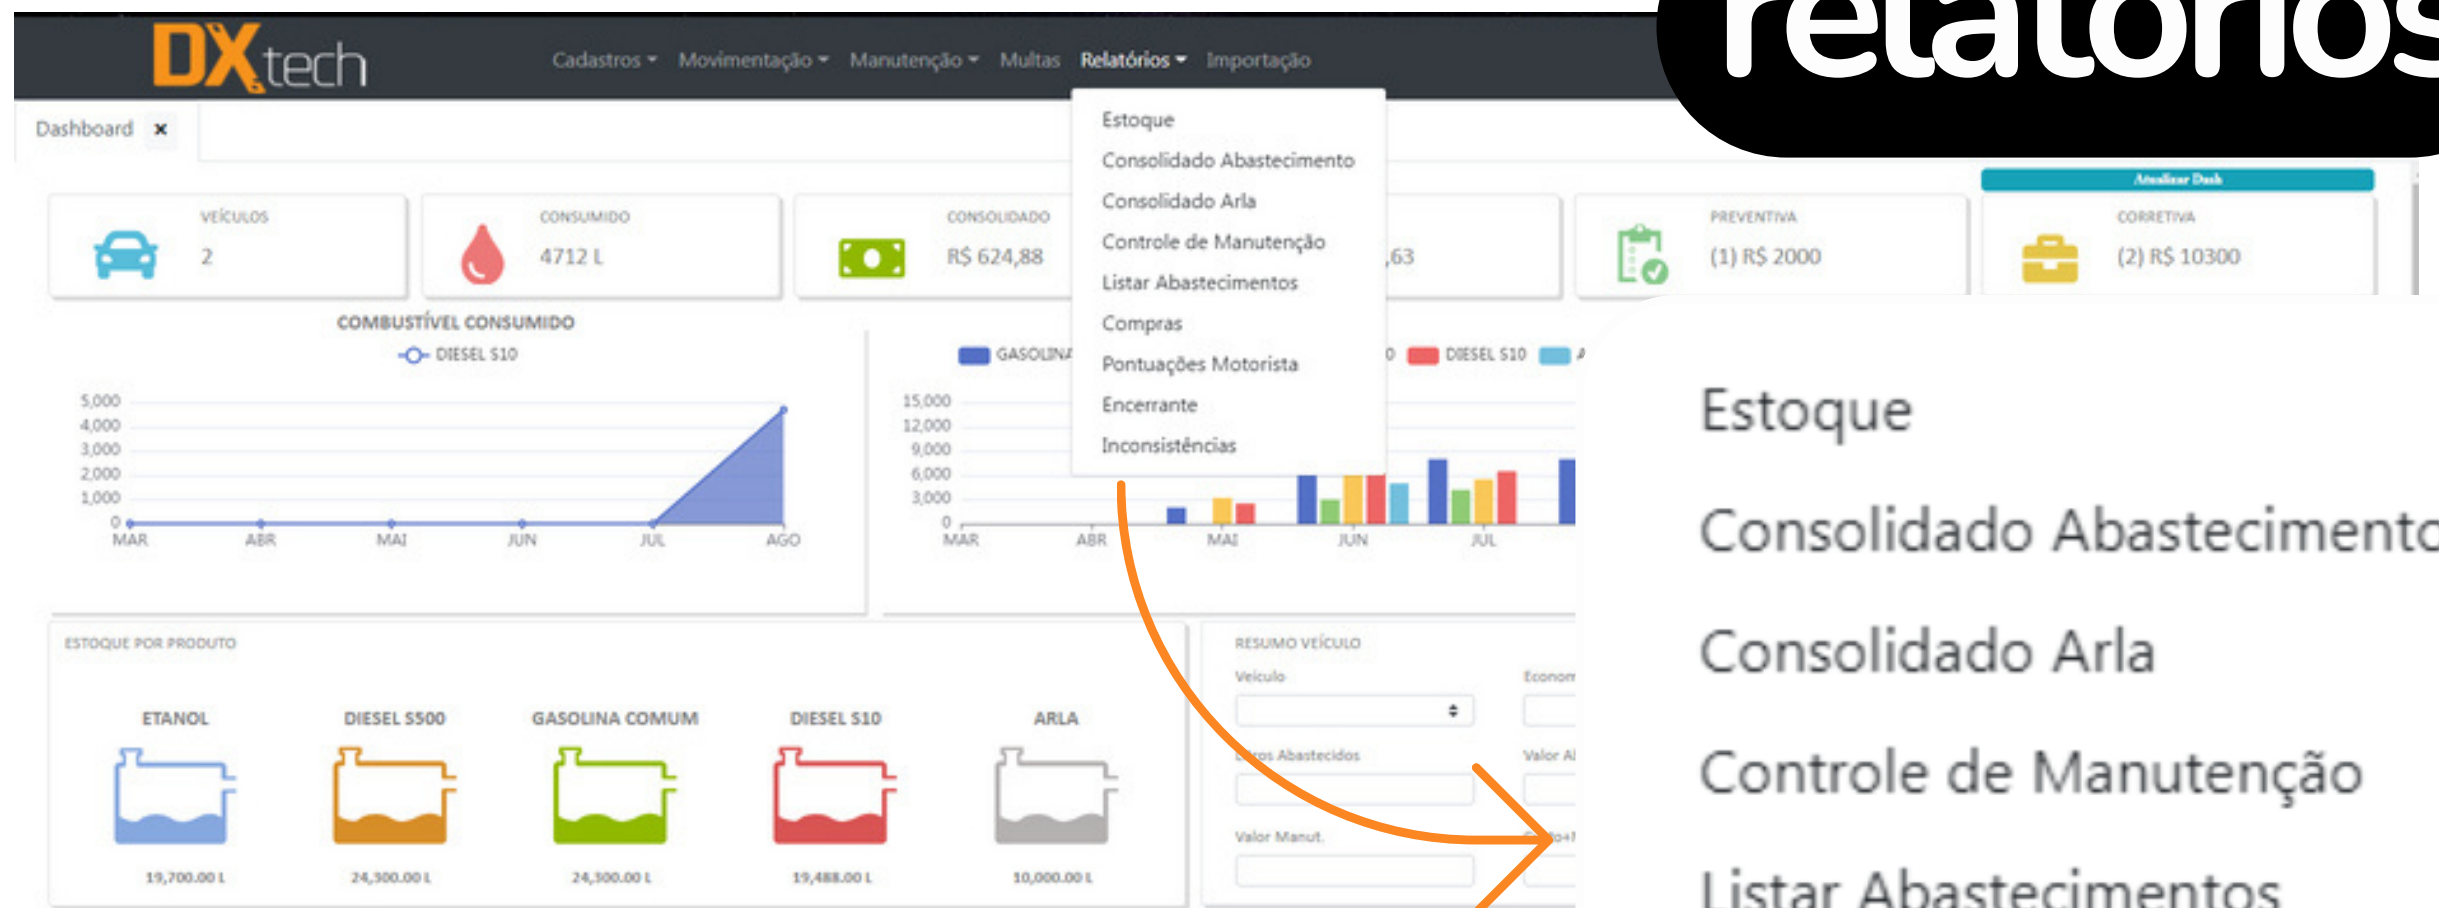 relatórios
DXtech
Cadastros Movimentação Manutenção Multas Relatórios Importação
Dashboard ×
Estoque
Consolidado Abastecimento
Consolidado Arla
Controle de Manutenção
Listar Abastecimentos
Compras
Pontuações Motorista
Encerrante
Inconsistências
Atualizar Dash
VEÍCULOS
2
CONSUMIDO
4712 L
CONSOLIDADO
R$ 624,88
,63
PREVENTIVA
(1) R$ 2000
CORRETIVA
(2) R$ 10300
COMBUSTÍVEL CONSUMIDO
DIESEL S10
5,000
4,000
3,000
2,000
1,000
0
MAR ABR MAI JUN JUL AGO
GASOLINA
0
DIESEL S10
A
15,000
12,000
9,000
6,000
3,000
0
MAR ABR MAI JUN JUL
ESTOQUE POR PRODUTO
ETANOL DIESEL S500 GASOLINA COMUM DIESEL S10 ARLA
19,700.00 L 24,300.00 L 24,300.00 L 19,488.00 L 10,000.00 L
RESUMO VEÍCULO
Veículo
Econom
Abastecidos
Valor Al
Valor Manut.
Estoque
Consolidado Abastecimento
Consolidado Arla
Controle de Manutenção
Listar Abastecimentos